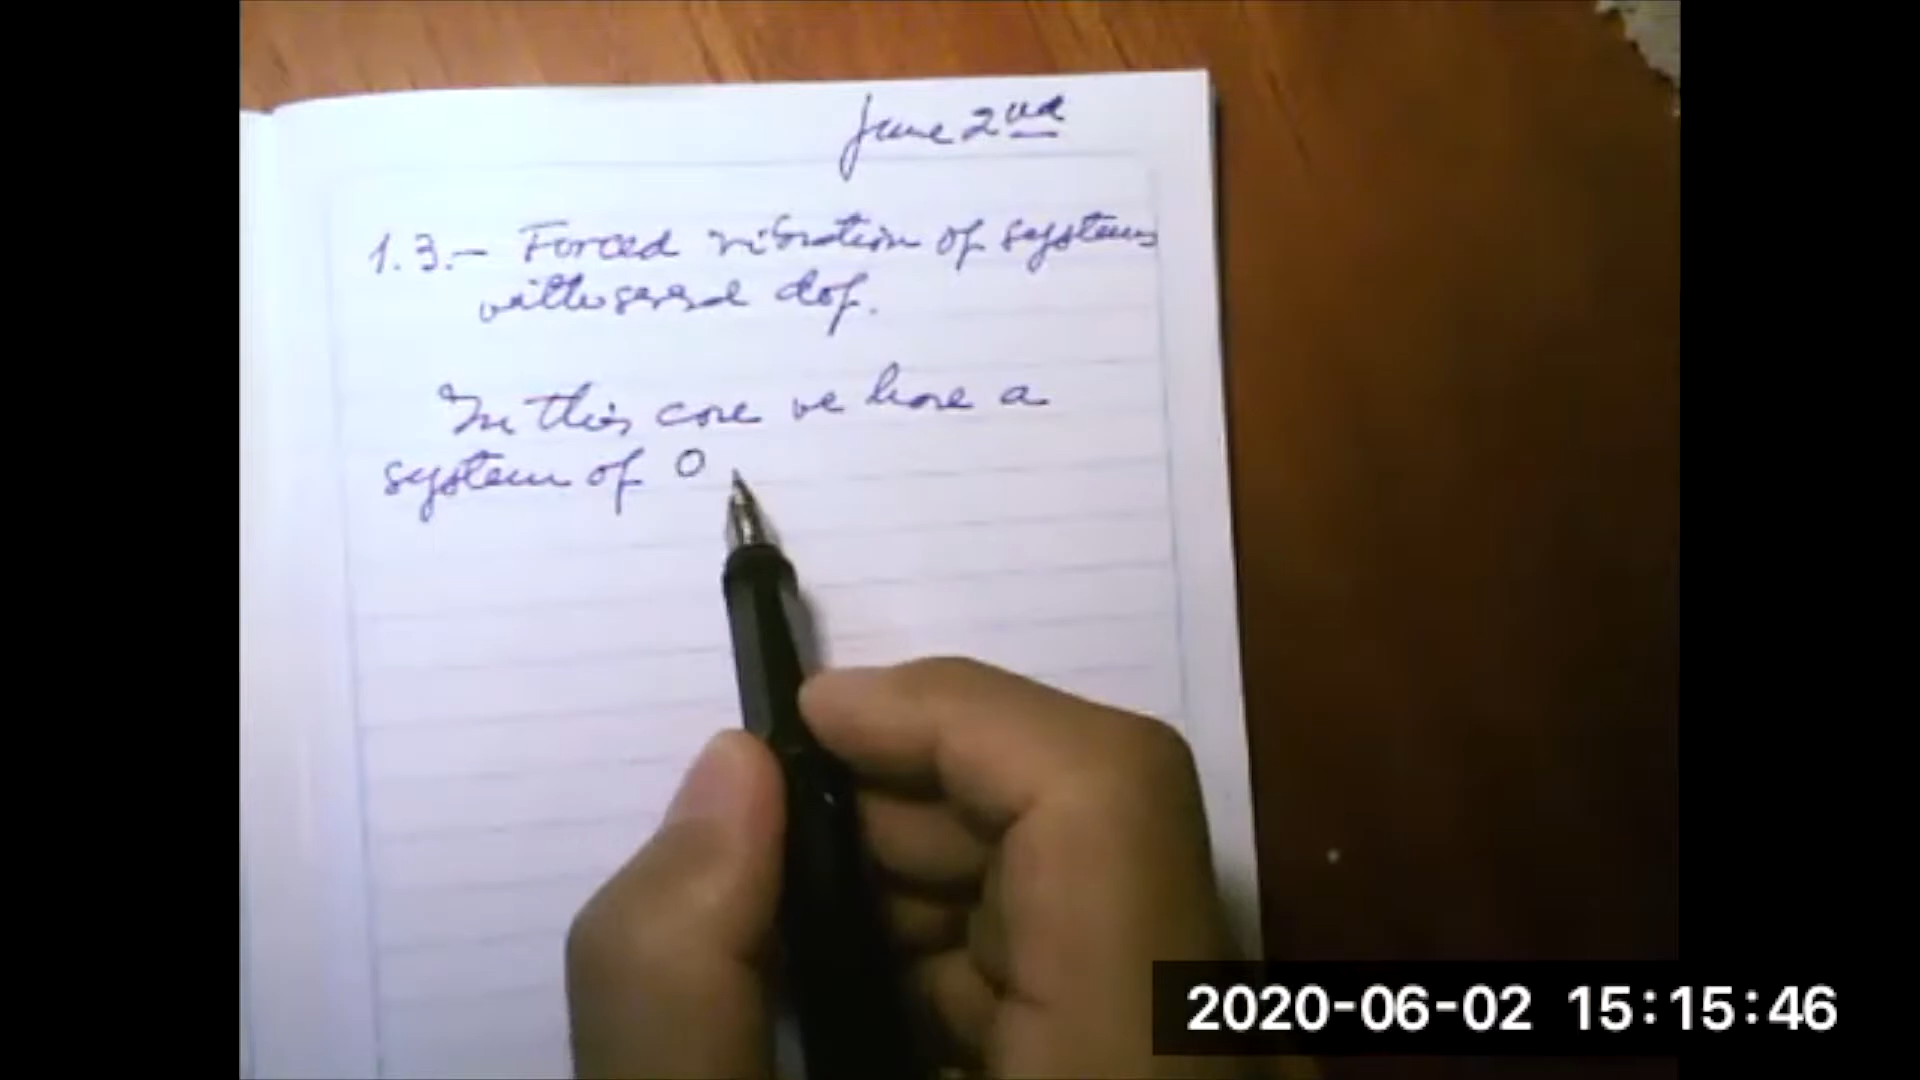 June 2nd
1.3.- Forced vibration of systems
with several dof.
In this case we have a
system of O
2020-06-02 15:15:46